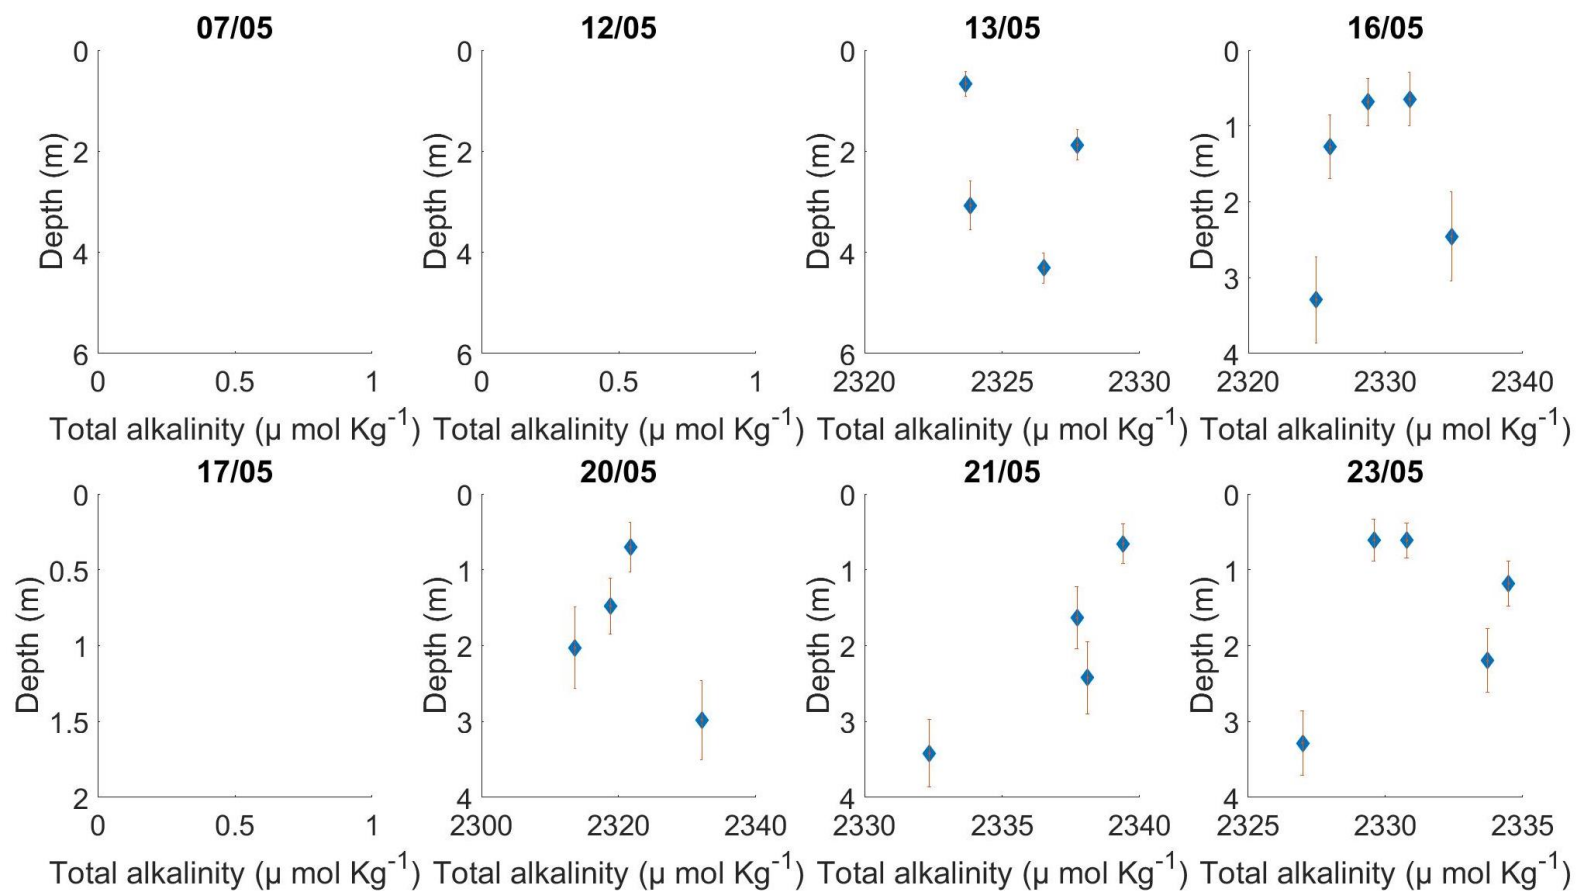 07/05
0
2
4
6
Depth (m)
0 0.5 1
Total alkalinity (µ mol Kg-1)
12/05
0
2
4
6
Depth (m)
0 0.5 1
Total alkalinity (µ mol Kg-1)
13/05
0
2
4
6
Depth (m)
2320 2325 2330
Total alkalinity (µ mol Kg-1)
16/05
0
1
2
3
4
Depth (m)
2320 2330 2340
Total alkalinity (µ mol Kg-1)
17/05
0
0.5
1
1.5
2
Depth (m)
0 0.5 1
Total alkalinity (µ mol Kg-1)
20/05
0
1
2
3
4
Depth (m)
2300 2320 2340
Total alkalinity (µ mol Kg-1)
21/05
0
1
2
3
4
Depth (m)
2330 2335 2340
Total alkalinity (µ mol Kg-1)
23/05
0
1
2
3
4
Depth (m)
2325 2330 2335
Total alkalinity (µ mol Kg-1)